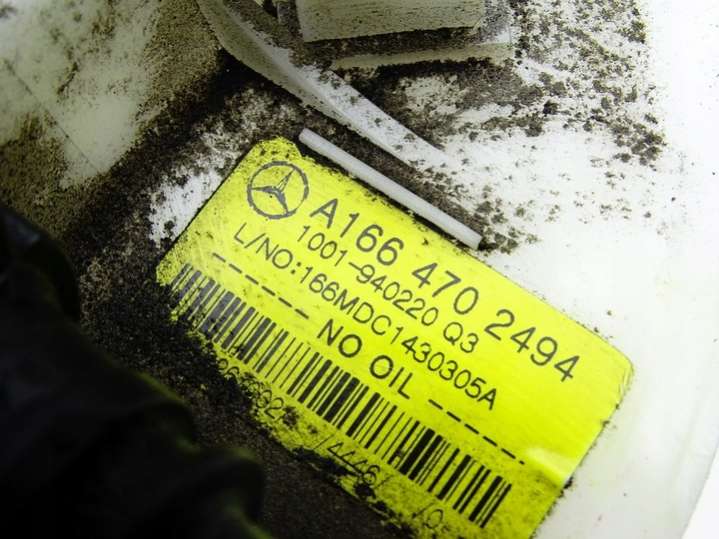 A166 470 2494
1001-940220 Q3
L/NO:166MDC1430305A
----- NO OIL -----